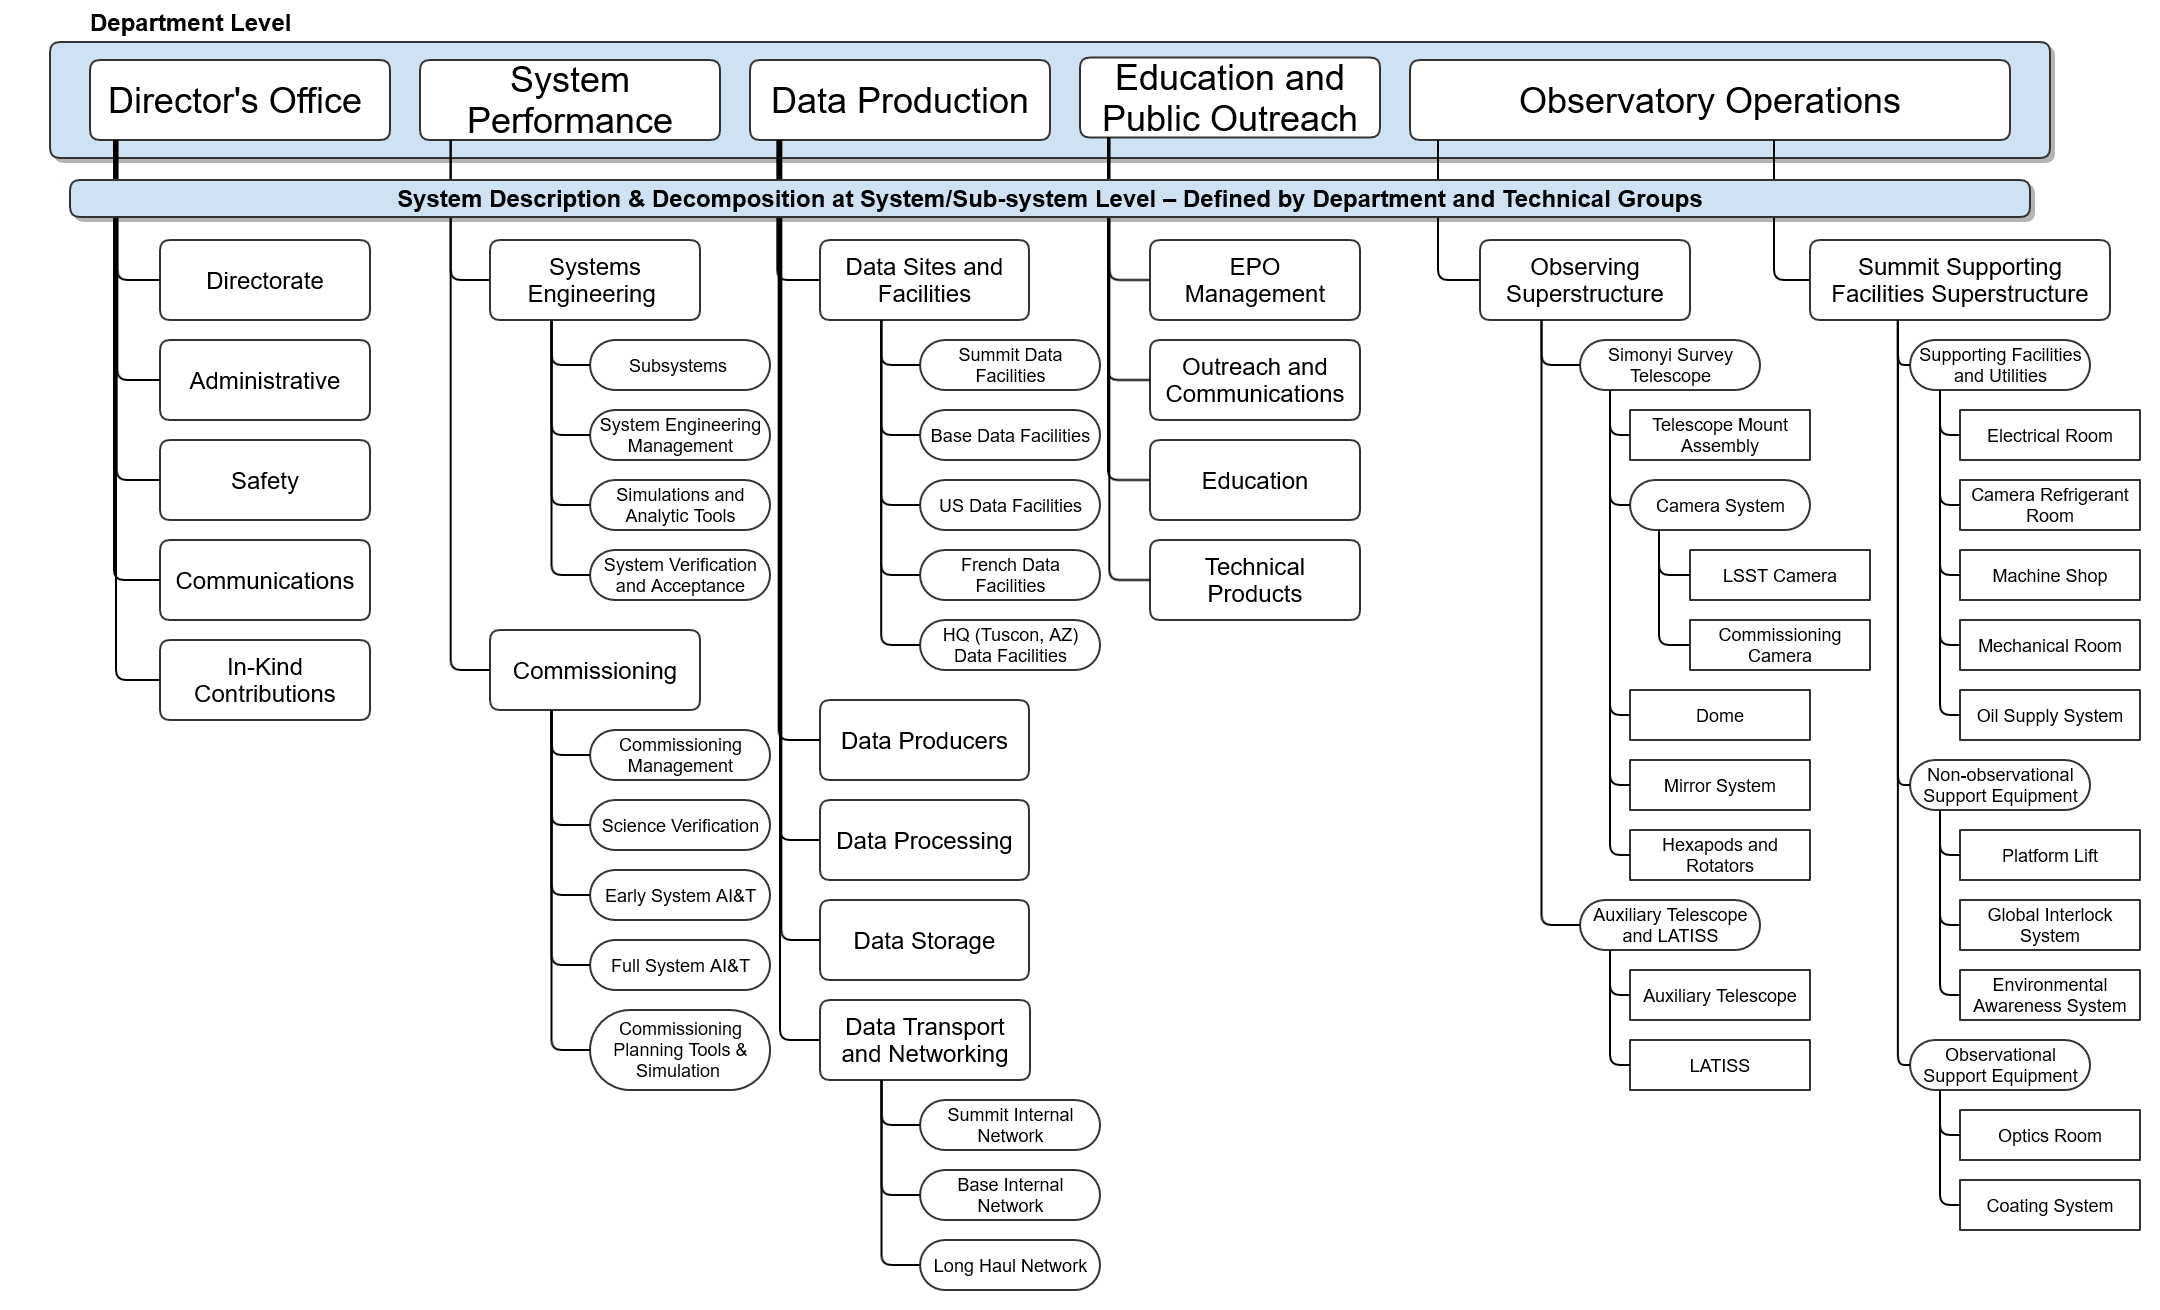 Department Level
Director's Office
System
Performance
Data Production
Education and
Public Outreach
Observatory Operations
System Description & Decomposition at System/Sub-system Level – Defined by Department and Technical Groups
Directorate
Administrative
Safety
Communications
In-Kind
Contributions
Systems
Engineering
Subsystems
System Engineering
Management
Simulations and
Analytic Tools
System Verification
and Acceptance
Commissioning
Commissioning
Management
Science Verification
Early System AI&T
Full System AI&T
Commissioning
Planning Tools &
Simulation
Data Sites and
Facilities
Summit Data
Facilities
Base Data Facilities
US Data Facilities
French Data
Facilities
HQ (Tuscon, AZ)
Data Facilities
Data Producers
Data Processing
Data Storage
Data Transport
and Networking
Summit Internal
Network
Base Internal
Network
Long Haul Network
EPO
Management
Outreach and
Communications
Education
Technical
Products
Observing
Superstructure
Simonyi Survey
Telescope
Telescope Mount
Assembly
Camera System
LSST Camera
Commissioning
Camera
Dome
Mirror System
Hexapods and
Rotators
Auxiliary Telescope
and LATISS
Auxiliary Telescope
LATISS
Summit Supporting
Facilities Superstructure
Supporting Facilities
and Utilities
Electrical Room
Camera Refrigerant
Room
Machine Shop
Mechanical Room
Oil Supply System
Non-observational
Support Equipment
Platform Lift
Global Interlock
System
Environmental
Awareness System
Observational
Support Equipment
Optics Room
Coating System